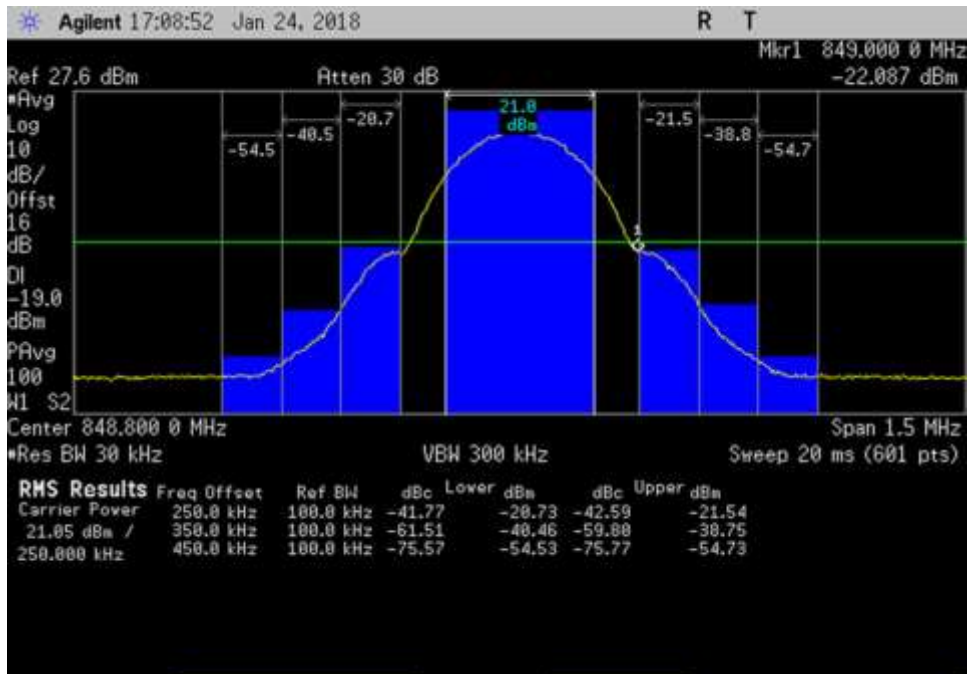 Agilent 17:08:52 Jan 24, 2018 R T
Mkr1 849.000 0 MHz
Ref 27.6 dBm Atten 30 dB -22.087 dBm
#Avg
Log
10
dB/
Offst
16
dB
DI
-19.0
dBm
PAvg
100
W1 S2
-54.5
-40.5
-20.7
21.0
dBm
-21.5
-38.8
-54.7
1
Center 848.800 0 MHz Span 1.5 MHz
#Res BW 30 kHz VBW 300 kHz Sweep 20 ms (601 pts)
RMS Results Freq Offset Ref BW dBc Lower dBm dBc Upper dBm
Carrier Power 250.0 kHz 100.0 kHz -41.77 -20.73 -42.59 -21.54
21.05 dBm / 350.0 kHz 100.0 kHz -61.51 -40.46 -59.80 -38.75
250.000 kHz 450.0 kHz 100.0 kHz -75.57 -54.53 -75.77 -54.73